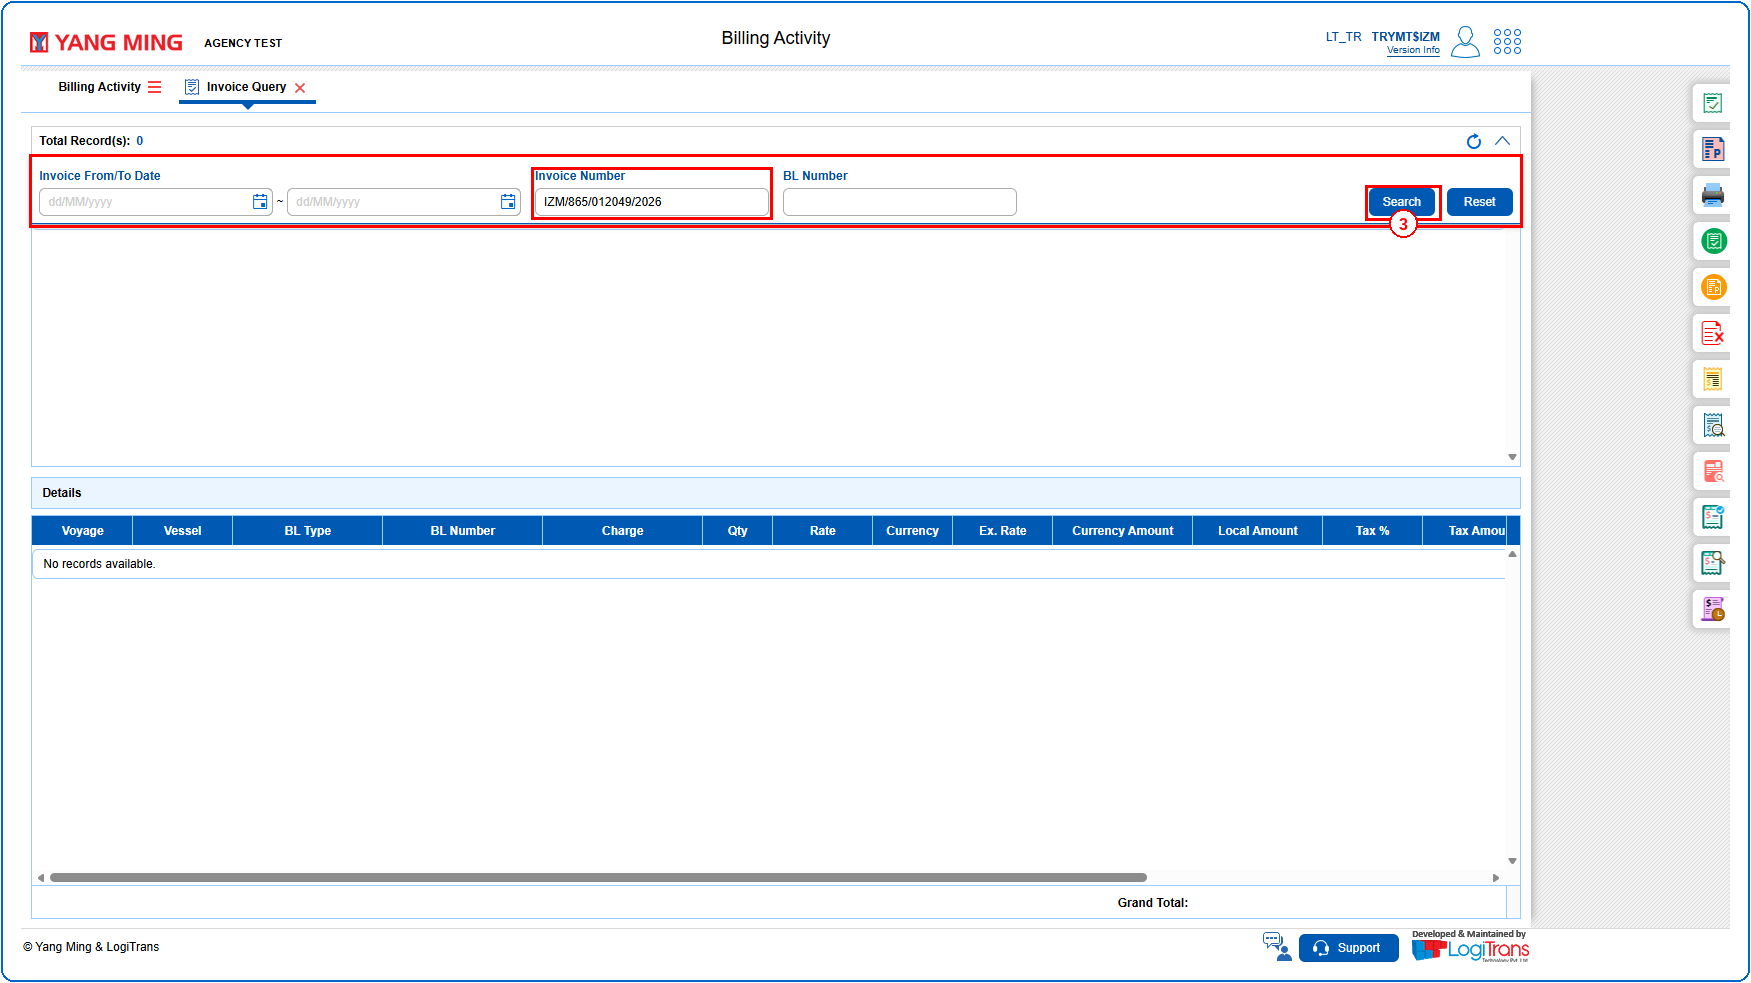 YANG MING AGENCY TEST
Billing Activity
LT_TR TRYMT$IZM
Version Info
Billing Activity Invoice Query
Total Record(s): 0
Invoice From/To Date Invoice Number BL Number
dd/MM/yyyy ~ dd/MM/yyyy IZM/865/012049/2026 Search Reset
3
Details
Voyage Vessel BL Type BL Number Charge Qty Rate Currency Ex. Rate Currency Amount Local Amount Tax % Tax Amou
No records available.
Grand Total:
© Yang Ming & LogiTrans
Support
Developed & Maintained by
LogiTrans
Technology Pvt. Ltd.